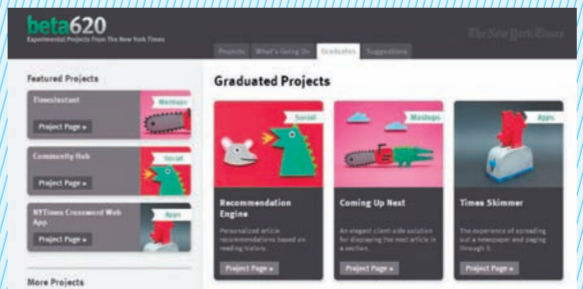 beta620
Experimental Projects From The New York Times
The New York Times
Projects What's Going On Graduates Suggestions
Featured Projects
TimesInstant
Mashups
Project Page »
Community Hub
Social
Project Page »
NYTimes Crossword Web
App
Apps
Project Page »
More Projects
Graduated Projects
Social
Recommendation
Engine
Personalized article
recommendations based on
reading history.
Project Page »
Mashups
Coming Up Next
An elegant client-side solution
for displaying the next article in
a section.
Project Page »
Apps
Times Skimmer
The experience of spreading
out a newspaper and paging
through it.
Project Page »